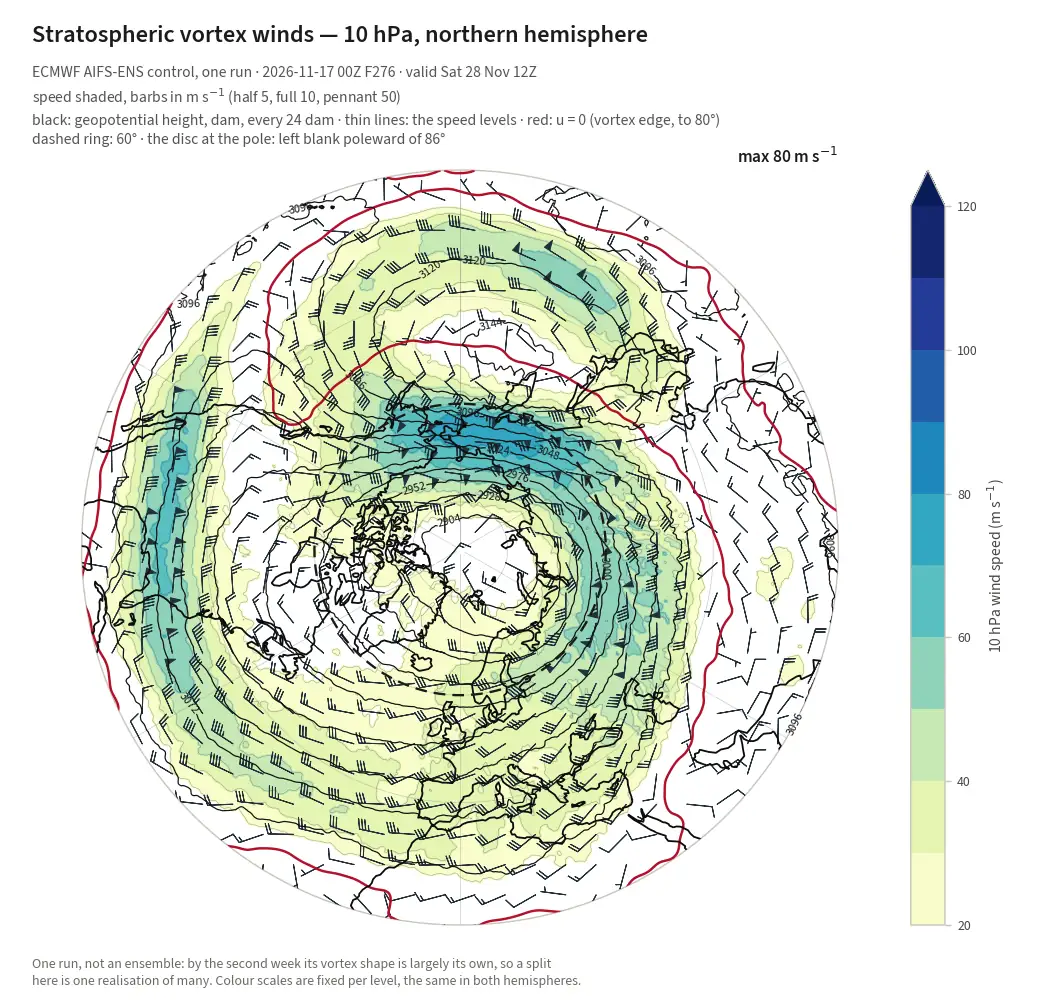 Stratospheric vortex winds — 10 hPa, northern hemisphere
ECMWF AIFS-ENS control, one run · 2026-11-17 00Z F276 · valid Sat 28 Nov 12Z
speed shaded, barbs in m s⁻¹ (half 5, full 10, pennant 50)
black: geopotential height, dam, every 24 dam · thin lines: the speed levels · red: u = 0 (vortex edge, to 80°)
dashed ring: 60° · the disc at the pole: left blank poleward of 86°
max 80 m s⁻¹
120
100
80
60
40
20
10 hPa wind speed (m s⁻¹)
3120
3120
3096
3096
3144
3048
2976
2952
2928
2904
3000
3072
3096
One run, not an ensemble: by the second week its vortex shape is largely its own, so a split
here is one realisation of many. Colour scales are fixed per level, the same in both hemispheres.